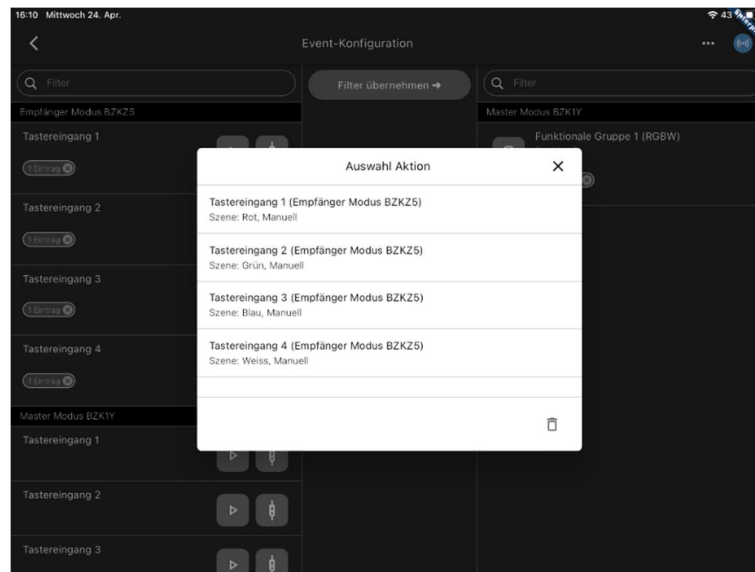 16:10 Mittwoch 24. Apr.
43
Event-Konfiguration
Filter
Empfänger Modus BZKZ5
Tastereingang 1
1 Eintrag
Tastereingang 2
1 Eintrag
Tastereingang 3
1 Eintrag
Tastereingang 4
1 Eintrag
Master Modus BZK1Y
Tastereingang 1
Tastereingang 2
Tastereingang 3
Filter übernehmen
Filter
Master Modus BZK1Y
Funktionale Gruppe 1 (RGBW)
Auswahl Aktion
Tastereingang 1 (Empfänger Modus BZKZ5)
Szene: Rot, Manuell
Tastereingang 2 (Empfänger Modus BZKZ5)
Szene: Grün, Manuell
Tastereingang 3 (Empfänger Modus BZKZ5)
Szene: Blau, Manuell
Tastereingang 4 (Empfänger Modus BZKZ5)
Szene: Weiss, Manuell